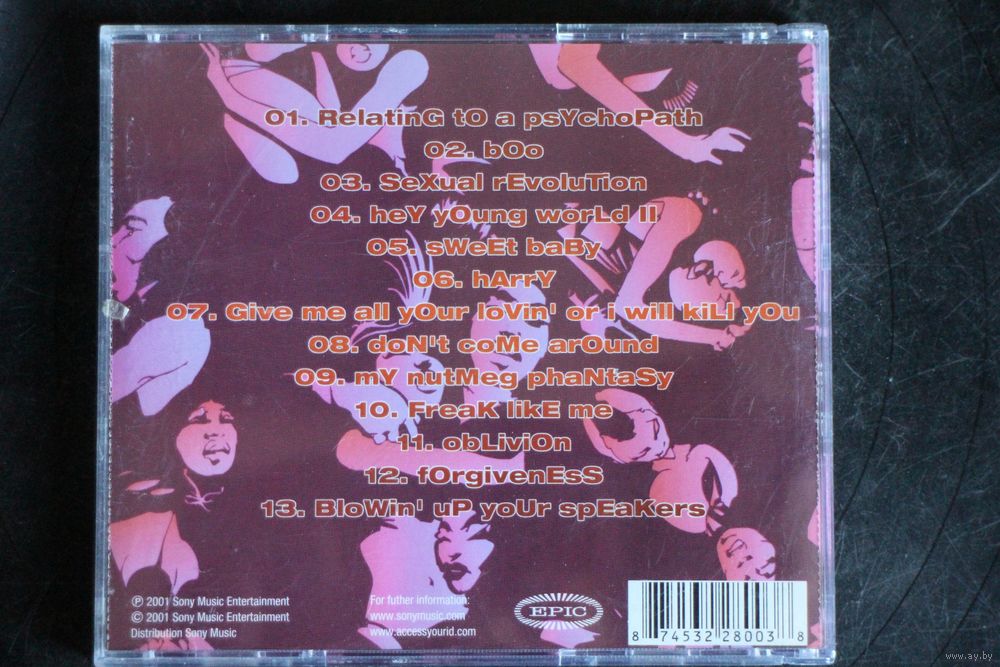 01. RelatinG tO a psYchoPath
02. bOo
03. SeXual rEvoluTion
04. heY yOung worLd II
05. sWeEt baBy
06. hArrY
07. Give me all yOur loVin' or i will kiLl yOu
08. doN't coMe arOund
09. mY nutMeg phaNtaSy
10. FreaK likE me
11. obLiviOn
12. fOrgivenEsS
13. BloWin' uP yoUr spEaKers
℗ 2001 Sony Music Entertainment
© 2001 Sony Music Entertainment
Distribution Sony Music
For futher information:
www.sonymusic.com
www.accessyourid.com
EPIC
8 74532 28003 8
www.ay.by